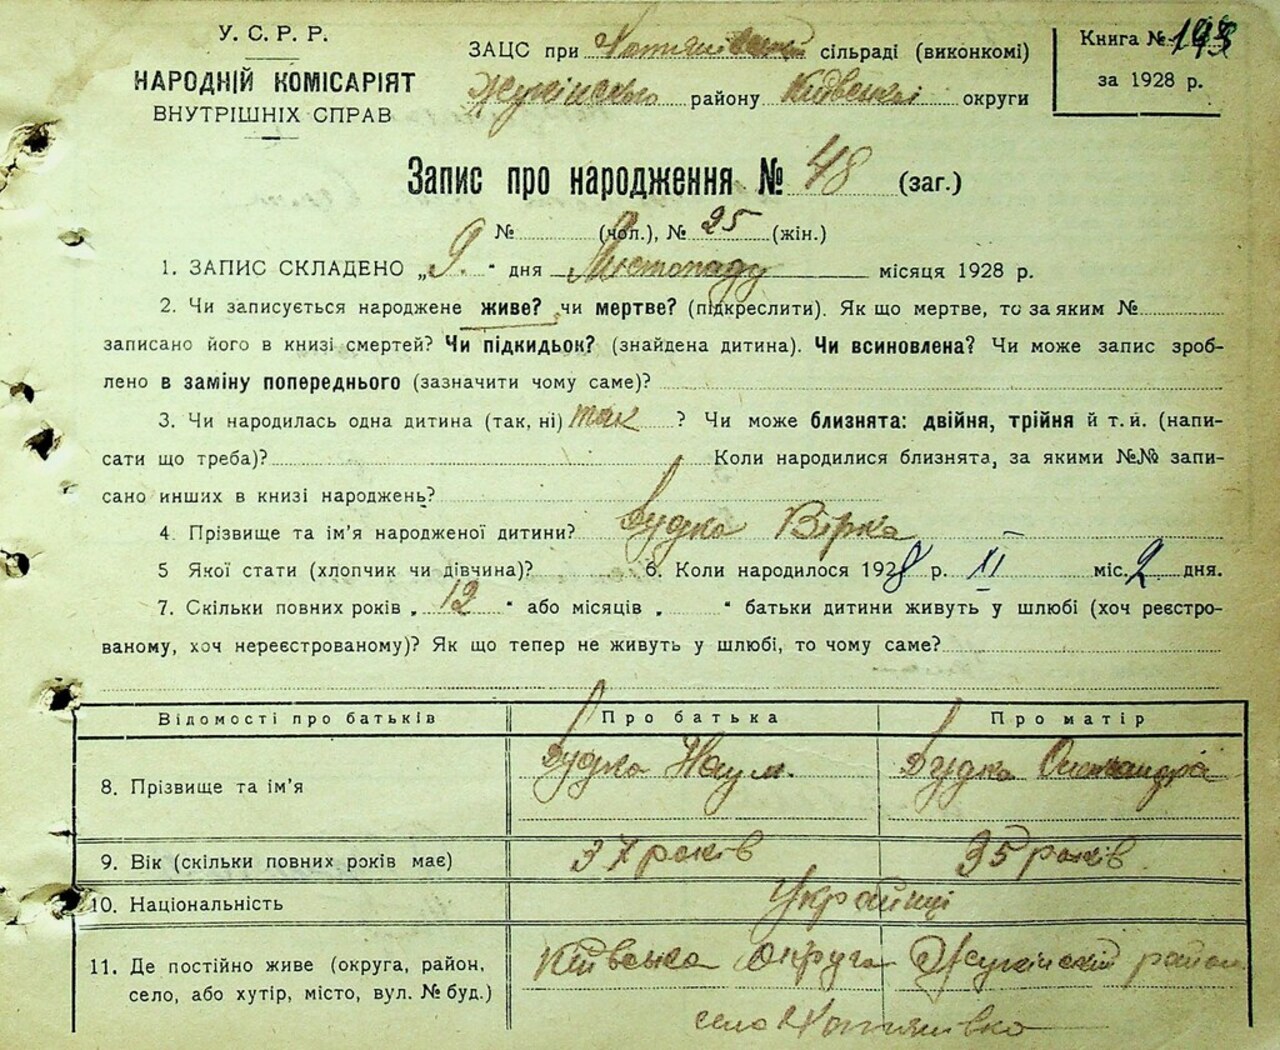 У. С. Р. Р.
НАРОДНІЙ КОМІСАРІЯТ
ВНУТРІШНІХ СПРАВ
ЗАЦС при Хотянівській сільраді (виконкомі)
Жукінського району Київської округи
Книга №
за 1928 р.
Запис про народження № 48 (заг.)
№ (чол.), № 25 (жін.)
1. ЗАПИС СКЛАДЕНО „9." дня Листопаду місяця 1928 р.
2. Чи записується народжене живе? чи мертве? (підкреслити). Як що мертве, то за яким №
записано його в книзі смертей? Чи підкидьок? (знайдена дитина). Чи всиновлена? Чи може запис зроб-
лено в заміну попереднього (зазначити чому саме)?
3. Чи народилась одна дитина (так, ні) так ? Чи може близнята: двійня, трійня й т. й. (напи-
сати що треба)? Коли народилися близнята, за якими №№ запи-
сано инших в книзі народжень?
4. Прізвище та ім'я народженої дитини? Будко Вірка
5 Якої стати (хлопчик чи дівчина)? 6. Коли народилося 1928 р. XI міс. 2 дня.
7. Скільки повних років „ 12 " або місяців „ " батьки дитини живуть у шлюбі (хоч реєстро-
ваному, хоч нереєстрованому)? Як що тепер не живуть у шлюбі, то чому саме?
Відомості про батьків Про батька Про матір
8. Прізвище та ім'я Будко Наум. Будко Олександра
9. Вік (скільки повних років має) 37 років 35 років
10. Національність Українці
11. Де постійно живе (округа, район, Київська Округа Жукінський район
село, або хутір, місто, вул. № буд.) село Хотянівка